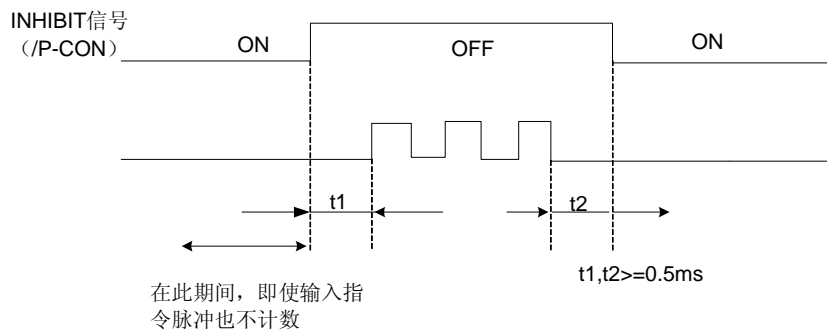 INHIBIT信号
（/P-CON）
ON
OFF
ON
t1
t2
t1,t2>=0.5ms
在此期间，即使输入指
令脉冲也不计数